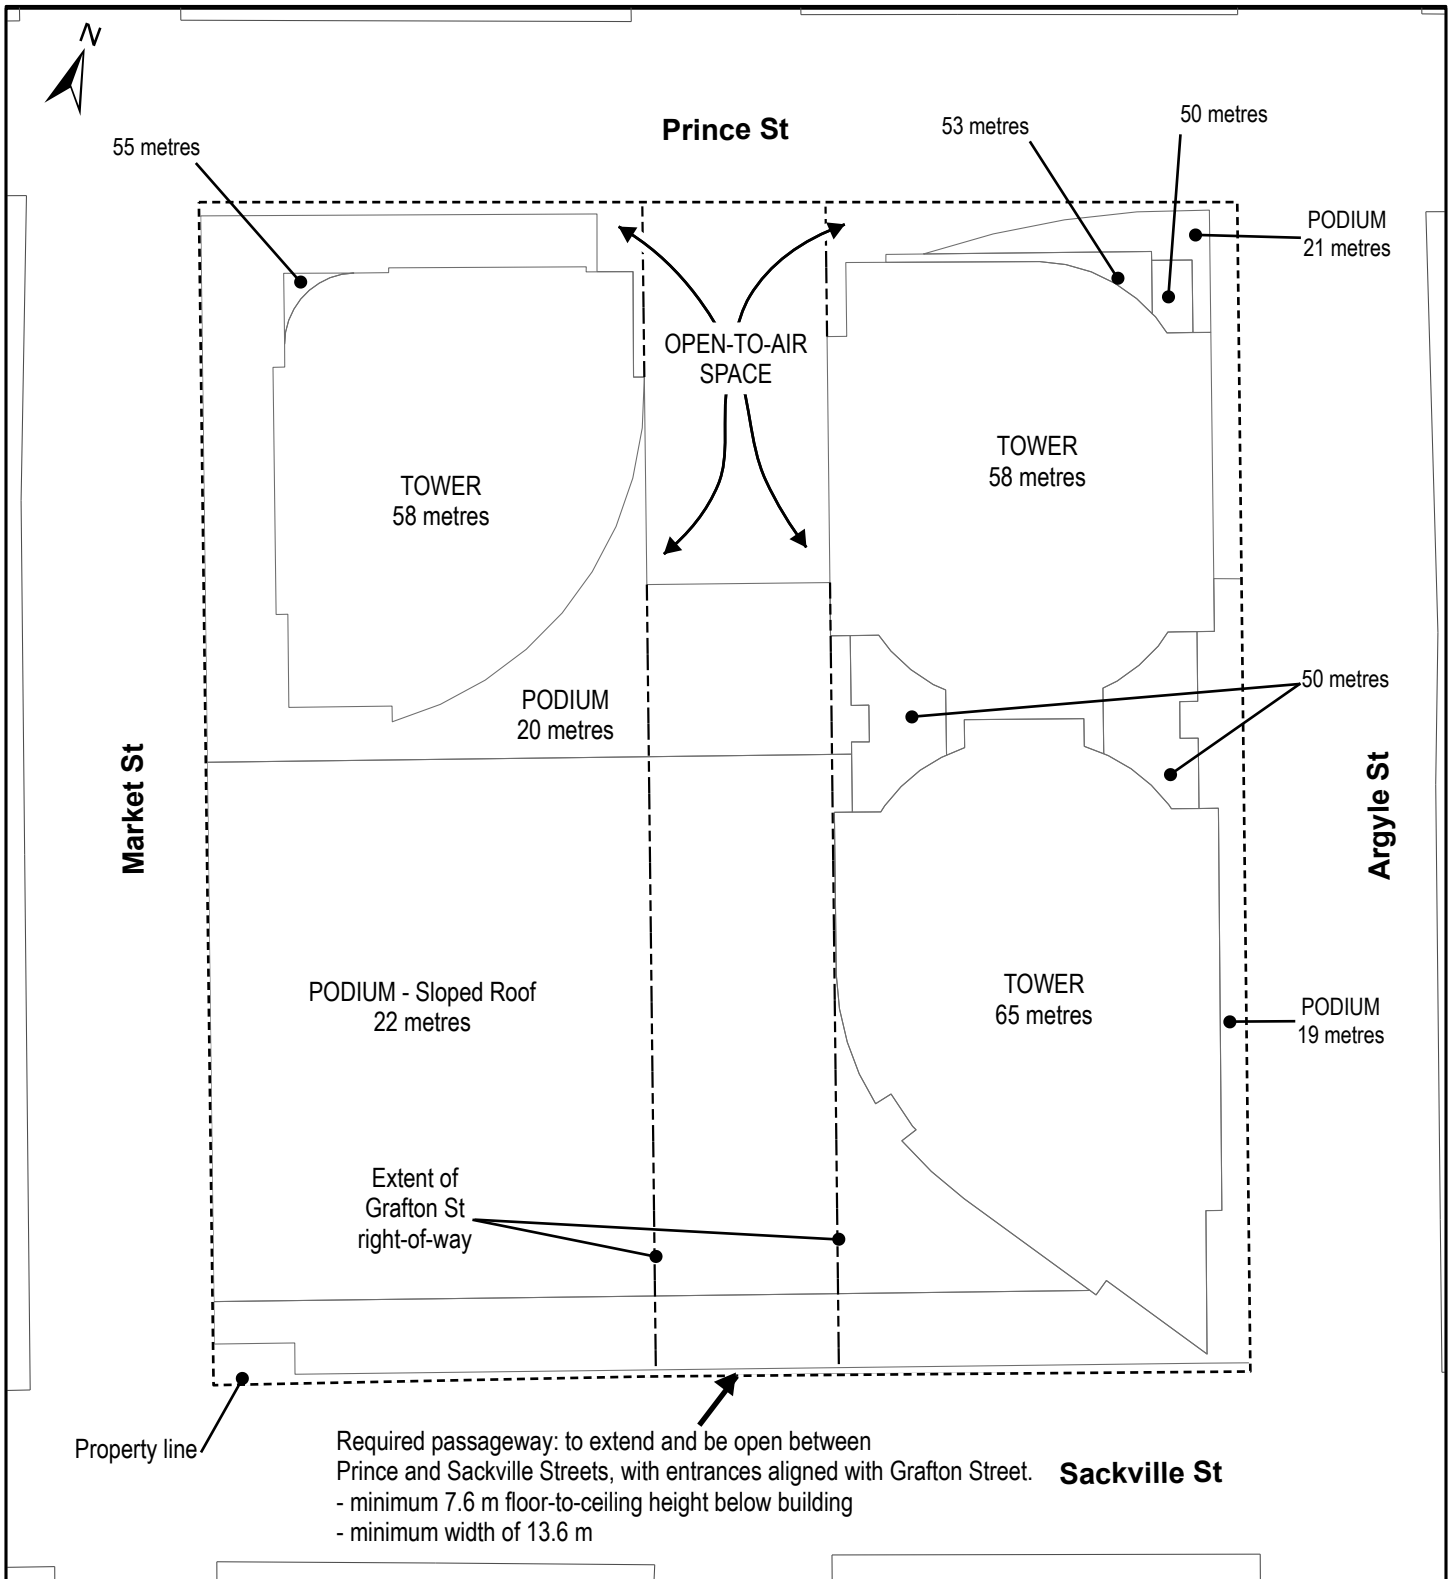 N
Prince St
55 metres
53 metres
50 metres
PODIUM
21 metres
OPEN-TO-AIR
SPACE
TOWER
58 metres
TOWER
58 metres
PODIUM
20 metres
50 metres
Market St
Argyle St
PODIUM - Sloped Roof
22 metres
TOWER
65 metres
PODIUM
19 metres
Extent of
Grafton St
right-of-way
Property line
Required passageway: to extend and be open between
Prince and Sackville Streets, with entrances aligned with Grafton Street.
- minimum 7.6 m floor-to-ceiling height below building
- minimum width of 13.6 m
Sackville St